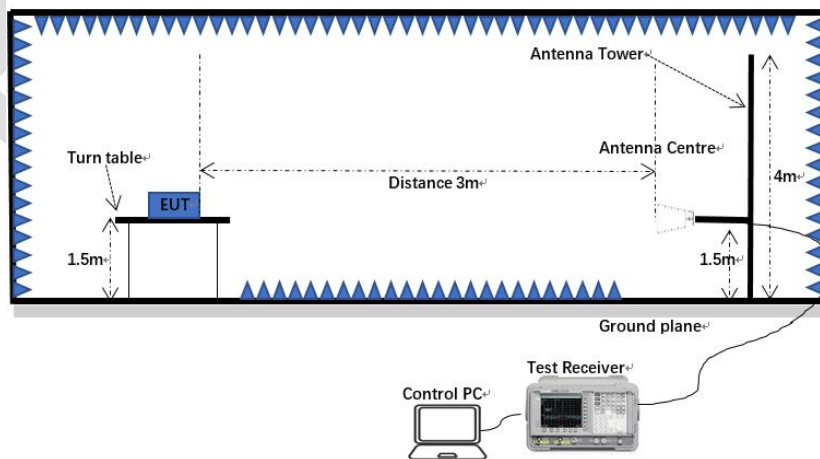 Antenna Tower
Turn table
Antenna Centre
4m
Distance 3m
EUT
1.5m
1.5m
Ground plane
Test Receiver
Control PC